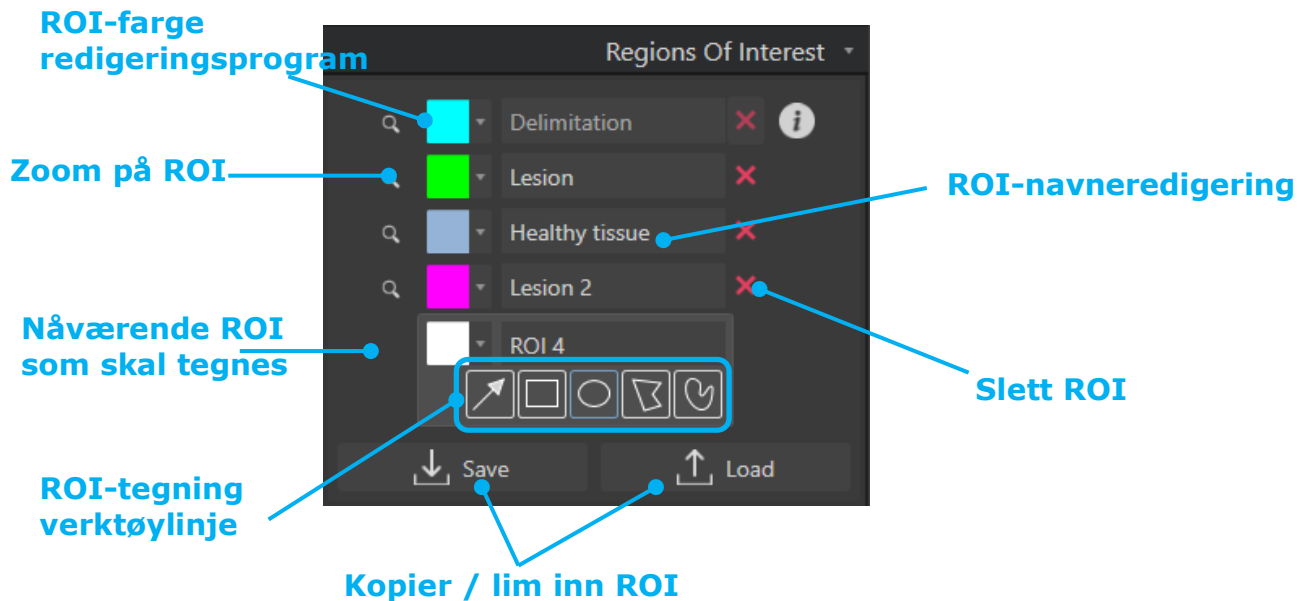 ROI-farge
redigeringsprogram
Regions Of Interest
Delimitation
i
Zoom på ROI
Lesion
ROI-navneredigering
Healthy tissue
Lesion 2
Nåværende ROI
som skal tegnes
ROI 4
Slett ROI
Save
Load
ROI-tegning
verktøylinje
Kopier / lim inn ROI